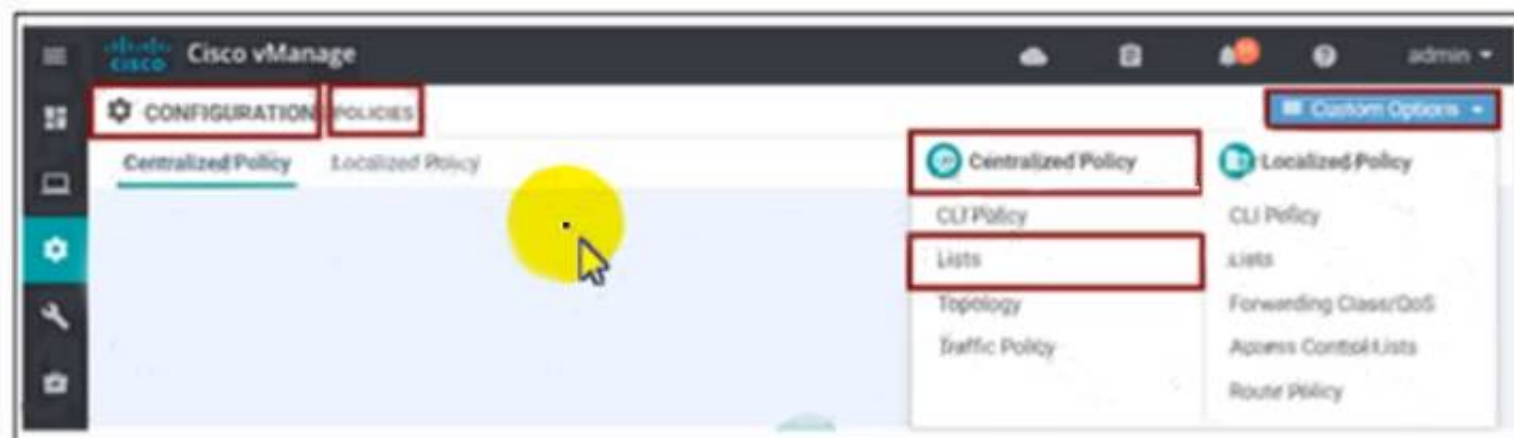 CISCO Cisco vManage admin
CONFIGURATION POLICIES Custom Options
Centralized Policy Localized Policy
Centralized Policy
CLI Policy
Lists
Topology
Traffic Policy
Localized Policy
CLI Policy
Lists
Forwarding Class/QoS
Access Control Lists
Route Policy